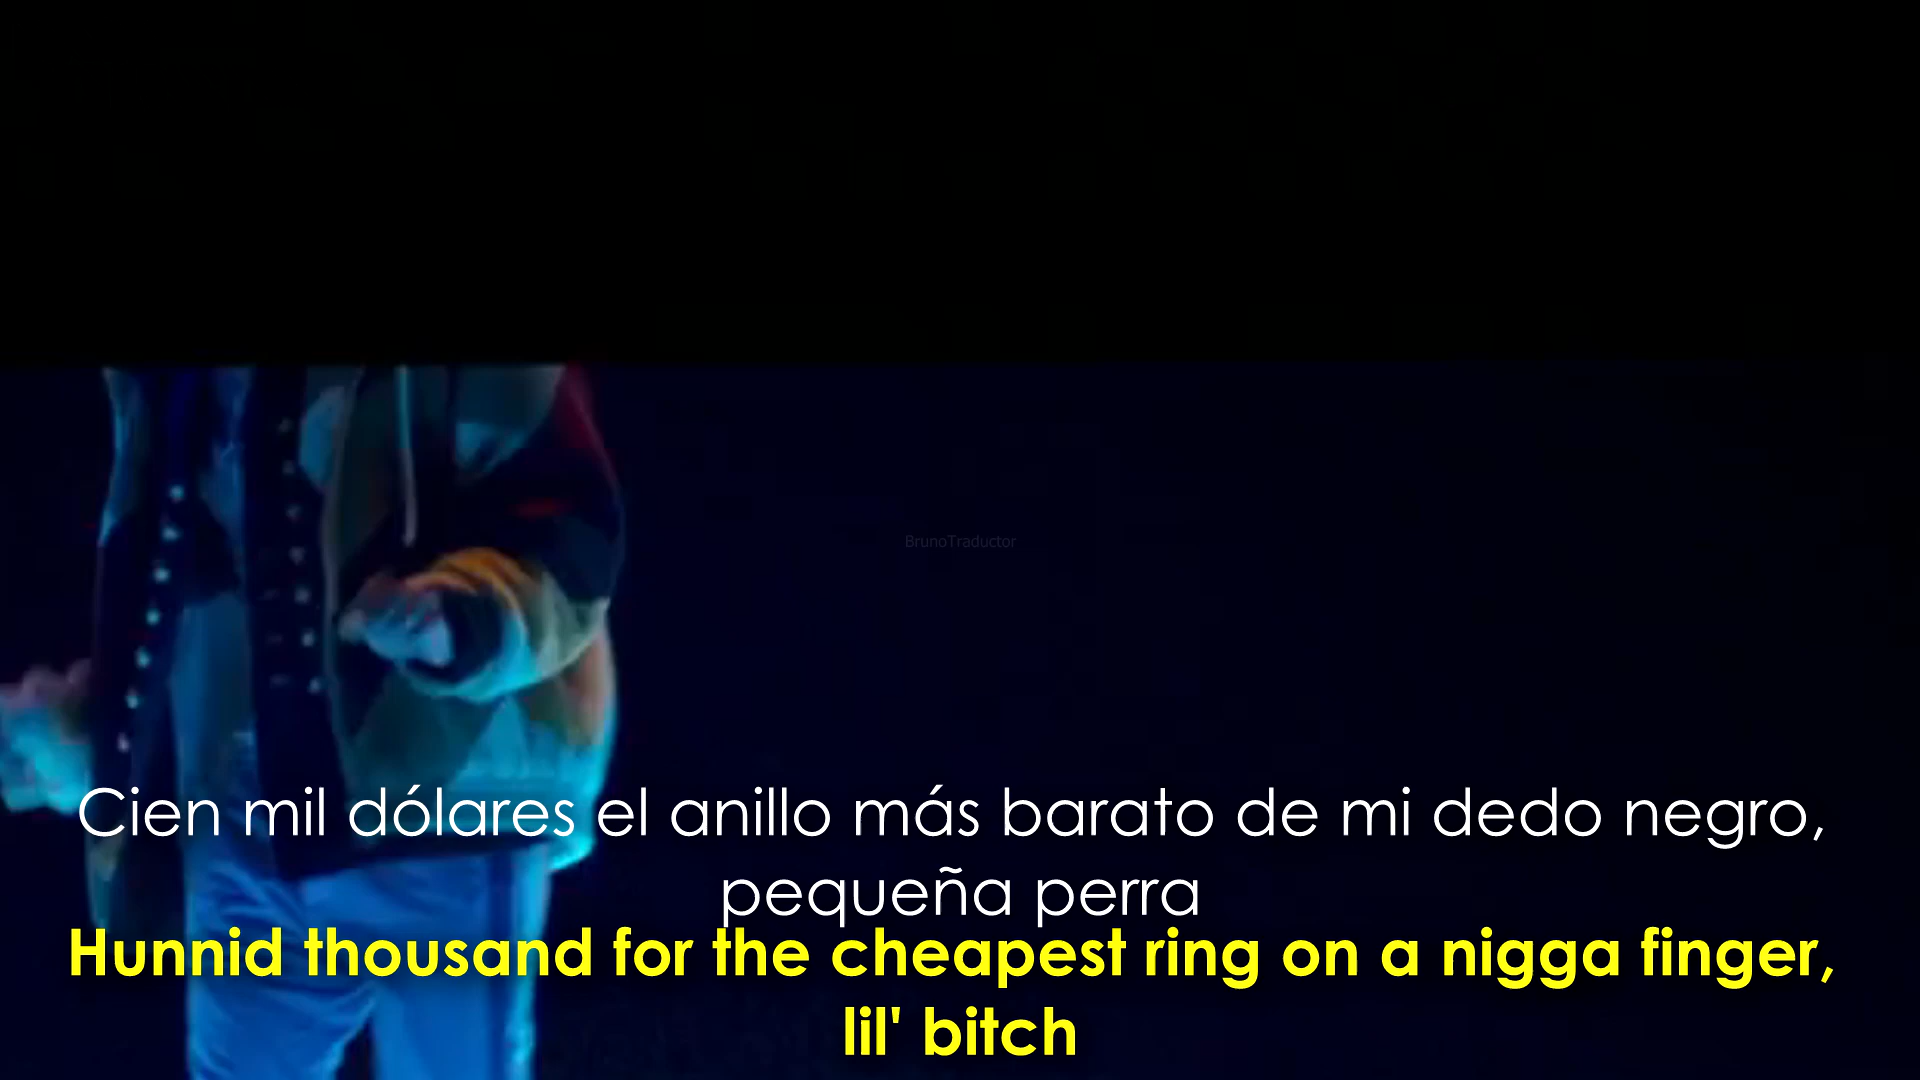 BrunoTraductor
Cien mil dólares el anillo más barato de mi dedo negro,
pequeña perra
Hunnid thousand for the cheapest ring on a nigga finger,
lil' bitch